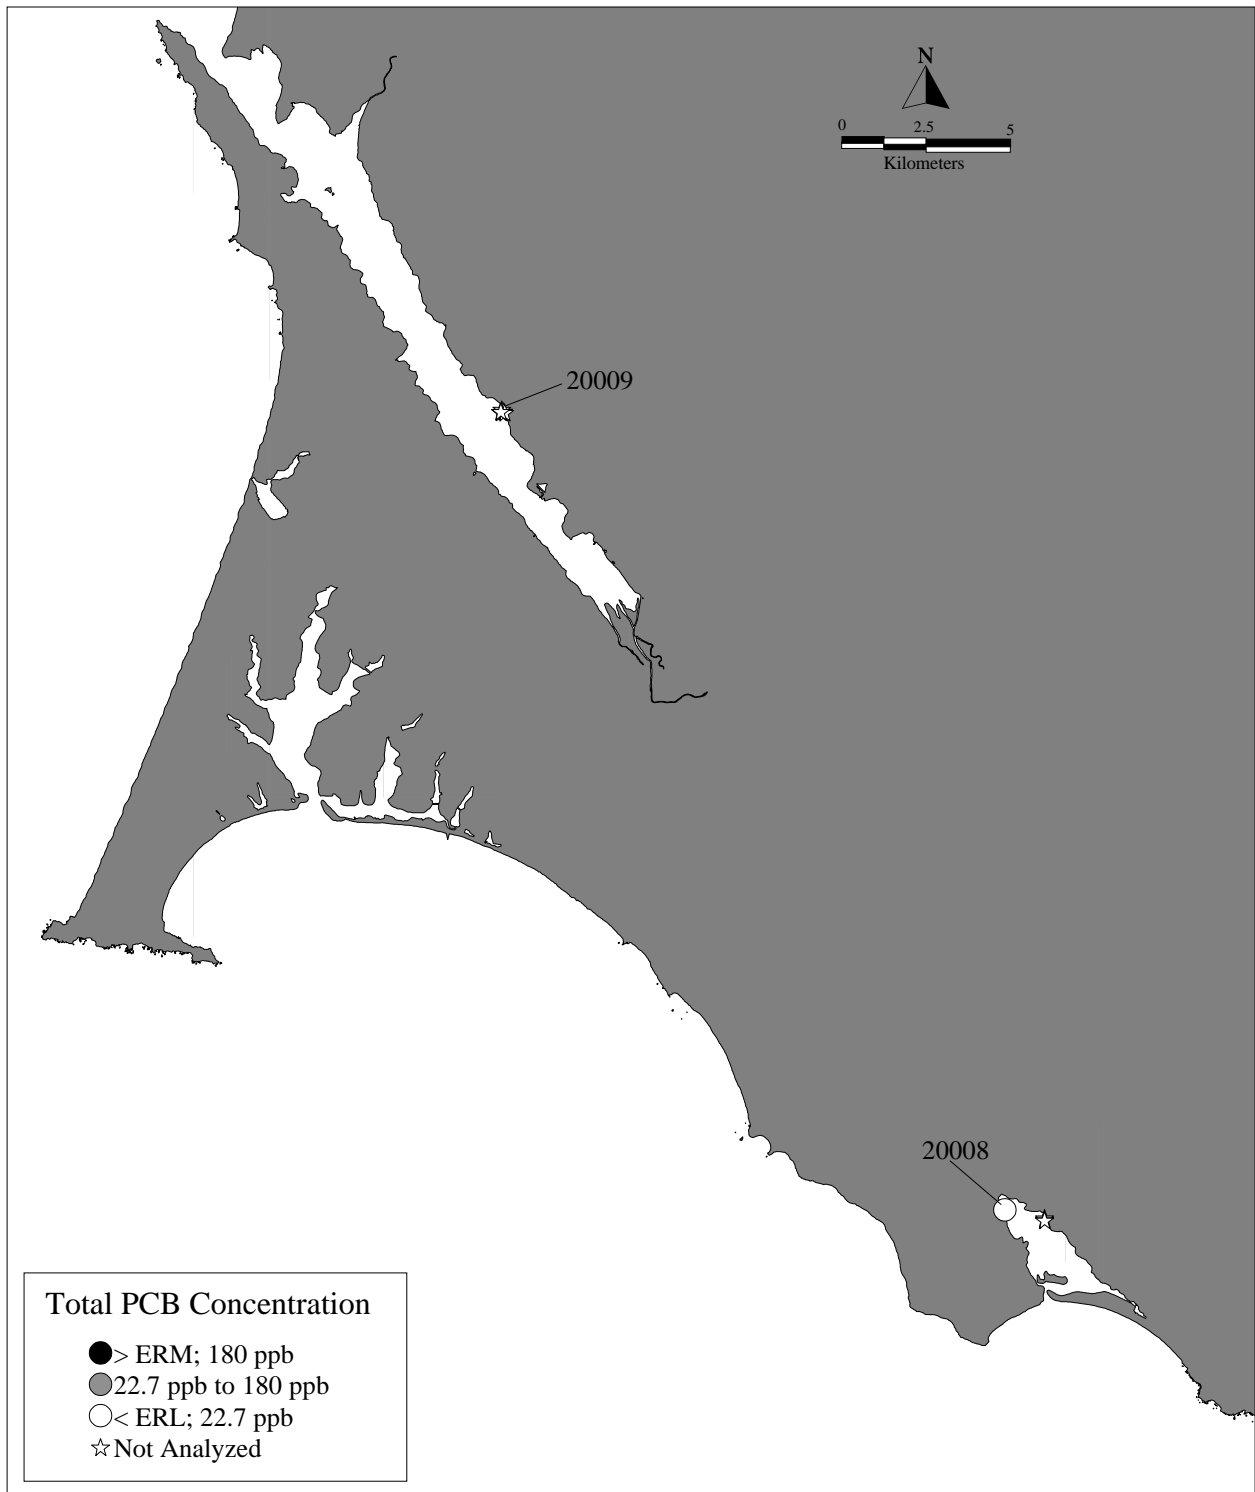 N
0 2.5 5
Kilometers
20009
20008
Total PCB Concentration
> ERM; 180 ppb
22.7 ppb to 180 ppb
< ERL; 22.7 ppb
Not Analyzed